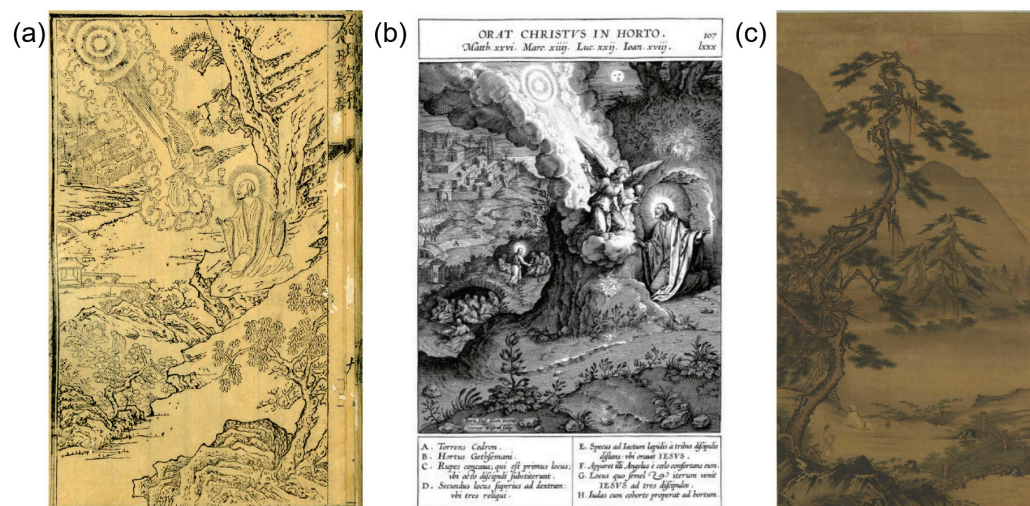 (a)
(b)
ORAT CHRISTVS IN HORTO. 107
Matth. xxvi. Marc. xiiij. Luc. xxij. Ioan. xviij. lxxx
A. Torrens Cedron.
B. Hortus Gethsemani.
C. Rupes concaua; qui est primus locus;
vbi octo discipuli substiterunt.
D. Secundus locus superius ad dextram:
vbi tres reliqui.
E. Specus ad Iactum lapidis à tribus discipulis
distans: vbi orauit IESVS.
F. Apparet illi Angelus è cælo confortans eum.
G. Locus quo semel & iterum venit
IESVS ad tres discipulos.
H. Iudas cum cohorte properat ad hortum.
(c)